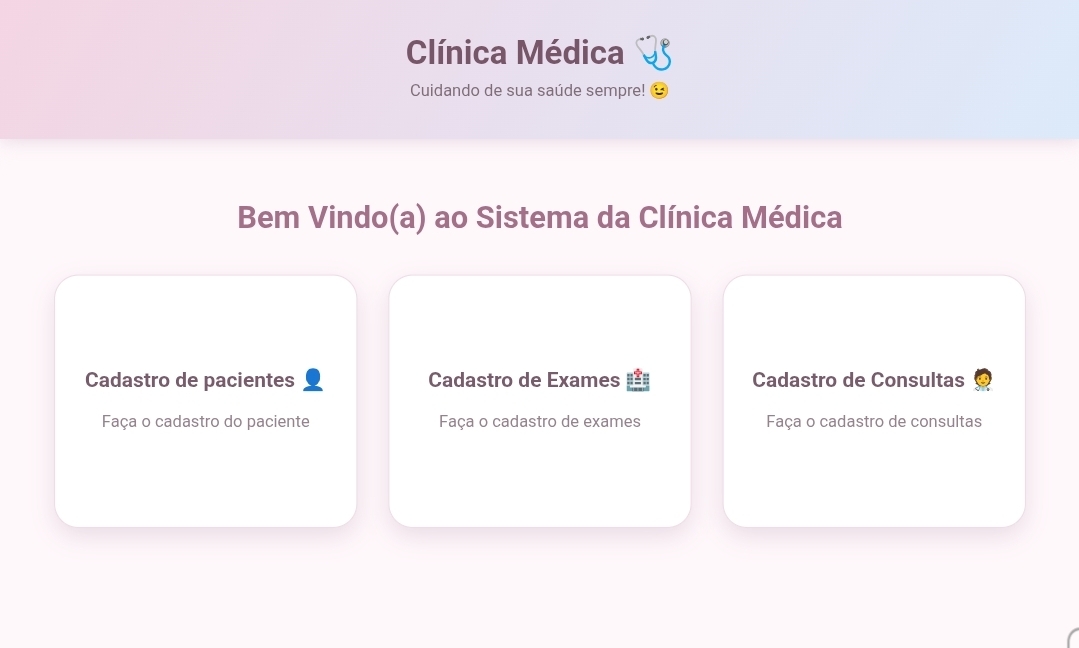 Clínica Médica 🩺
Cuidando de sua saúde sempre! 😉
Bem Vindo(a) ao Sistema da Clínica Médica
Cadastro de pacientes 👤
Faça o cadastro do paciente
Cadastro de Exames 🏥
Faça o cadastro de exames
Cadastro de Consultas 🧑‍⚕️
Faça o cadastro de consultas